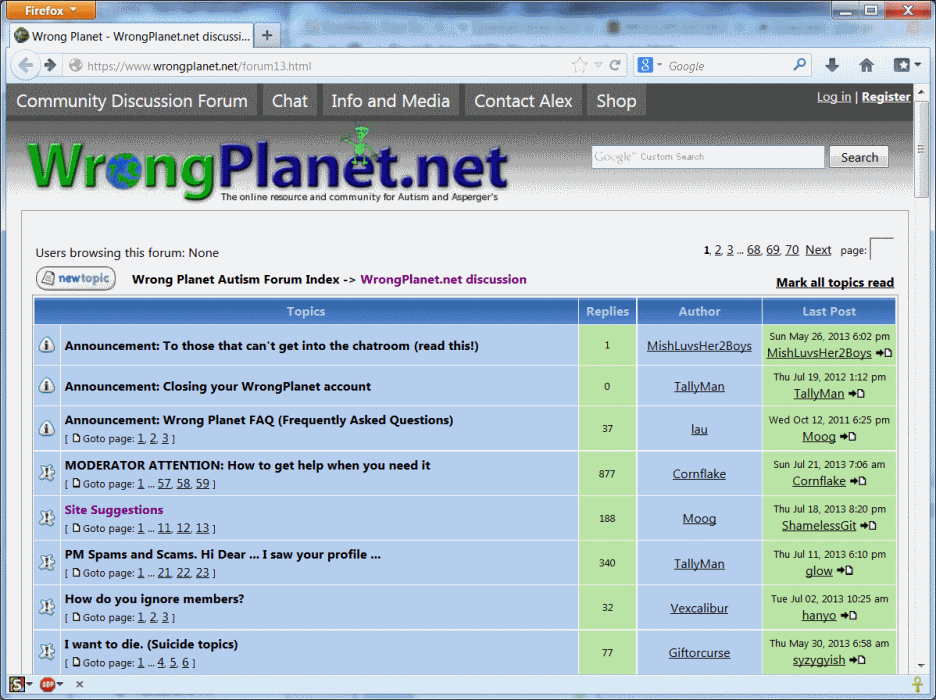 Firefox
Wrong Planet - WrongPlanet.net discussi...
https://www.wrongplanet.net/forum13.html
Google
Community Discussion Forum
Chat
Info and Media
Contact Alex
Shop
Log in | Register
WrongPlanet.net
The online resource and community for Autism and Asperger's
Google™ Custom Search
Search
Users browsing this forum: None
1, 2, 3 ... 68, 69, 70 Next page:
newtopic
Wrong Planet Autism Forum Index -> WrongPlanet.net discussion
Mark all topics read
Topics Replies Author Last Post
Announcement: To those that can't get into the chatroom (read this!)
1
MishLuvsHer2Boys
Sun May 26, 2013 6:02 pm
MishLuvsHer2Boys
Announcement: Closing your WrongPlanet account
0
TallyMan
Thu Jul 19, 2012 1:12 pm
TallyMan
Announcement: Wrong Planet FAQ (Frequently Asked Questions)
[ Goto page: 1, 2, 3 ]
37
lau
Wed Oct 12, 2011 6:25 pm
Moog
MODERATOR ATTENTION: How to get help when you need it
[ Goto page: 1 ... 57, 58, 59 ]
877
Cornflake
Sun Jul 21, 2013 7:06 am
Cornflake
Site Suggestions
[ Goto page: 1 ... 11, 12, 13 ]
188
Moog
Thu Jul 18, 2013 8:20 pm
ShamelessGit
PM Spams and Scams. Hi Dear ... I saw your profile ...
[ Goto page: 1 ... 21, 22, 23 ]
340
TallyMan
Thu Jul 11, 2013 6:10 pm
glow
How do you ignore members?
[ Goto page: 1, 2, 3 ]
32
Vexcalibur
Tue Jul 02, 2013 10:25 am
hanyo
I want to die. (Suicide topics)
[ Goto page: 1 ... 4, 5, 6 ]
77
Giftorcurse
Thu May 30, 2013 6:58 am
syzygyish
S
ABP